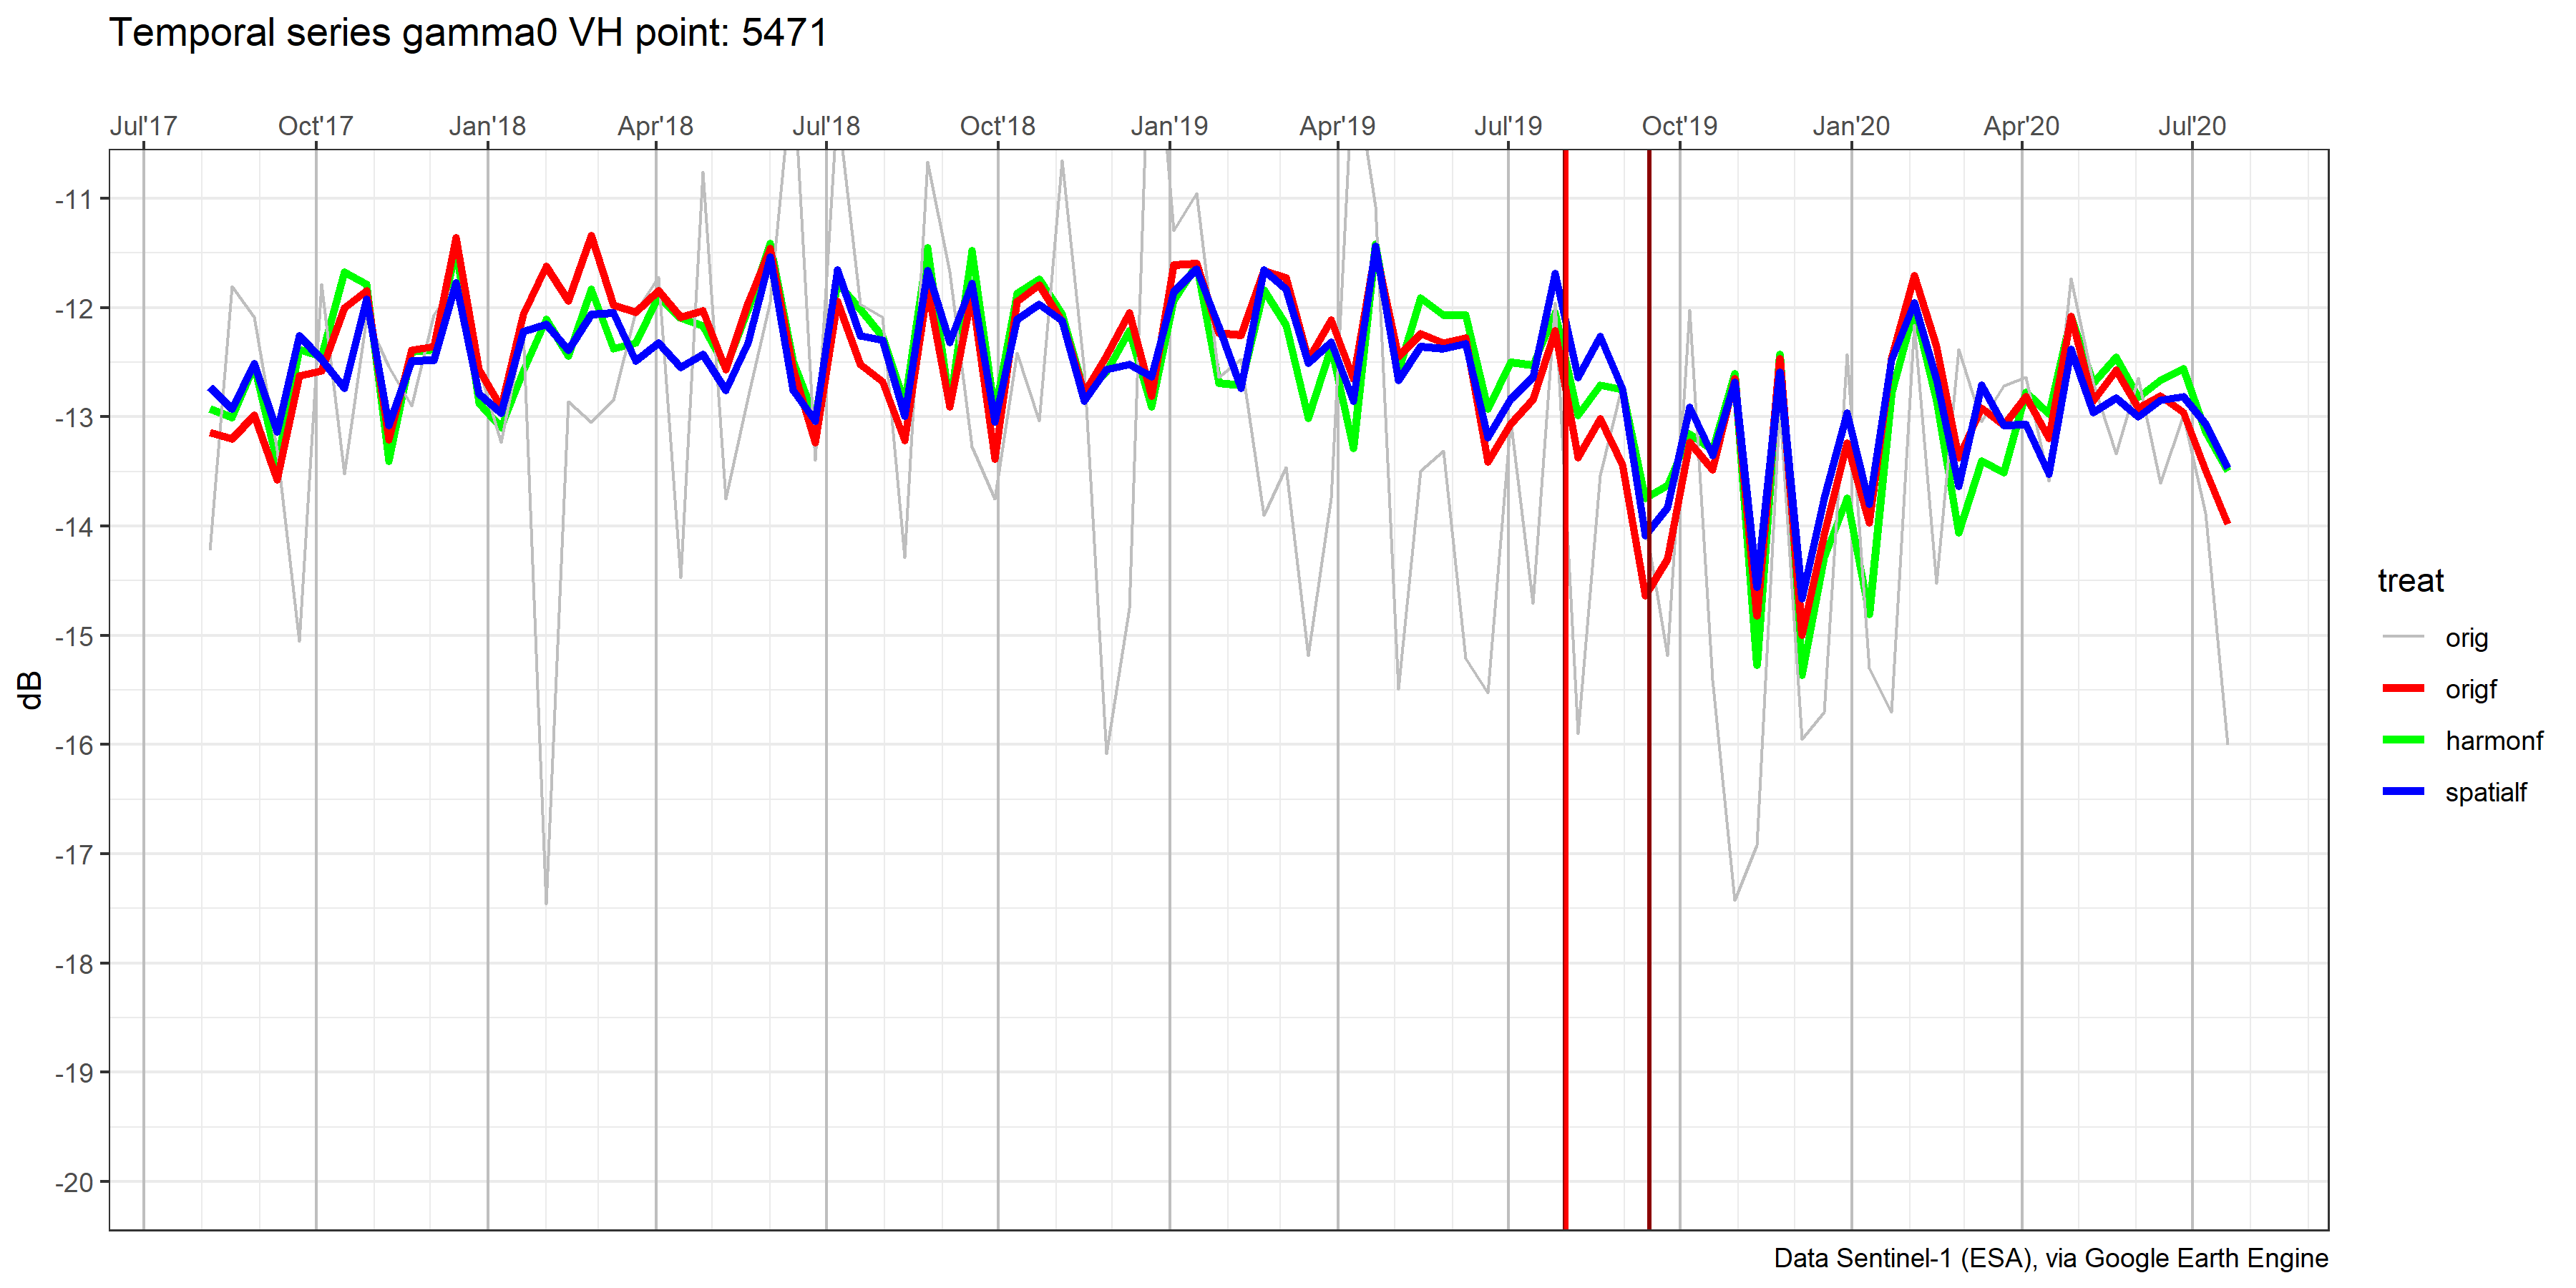 Temporal series gamma0 VH point: 5471
Jul'17 Oct'17 Jan'18 Apr'18 Jul'18 Oct'18 Jan'19 Apr'19 Jul'19 Oct'19 Jan'20 Apr'20 Jul'20
-11
-12
-13
-14
-15
-16
-17
-18
-19
-20
dB
treat
orig
origf
harmonf
spatialf
Data Sentinel-1 (ESA), via Google Earth Engine